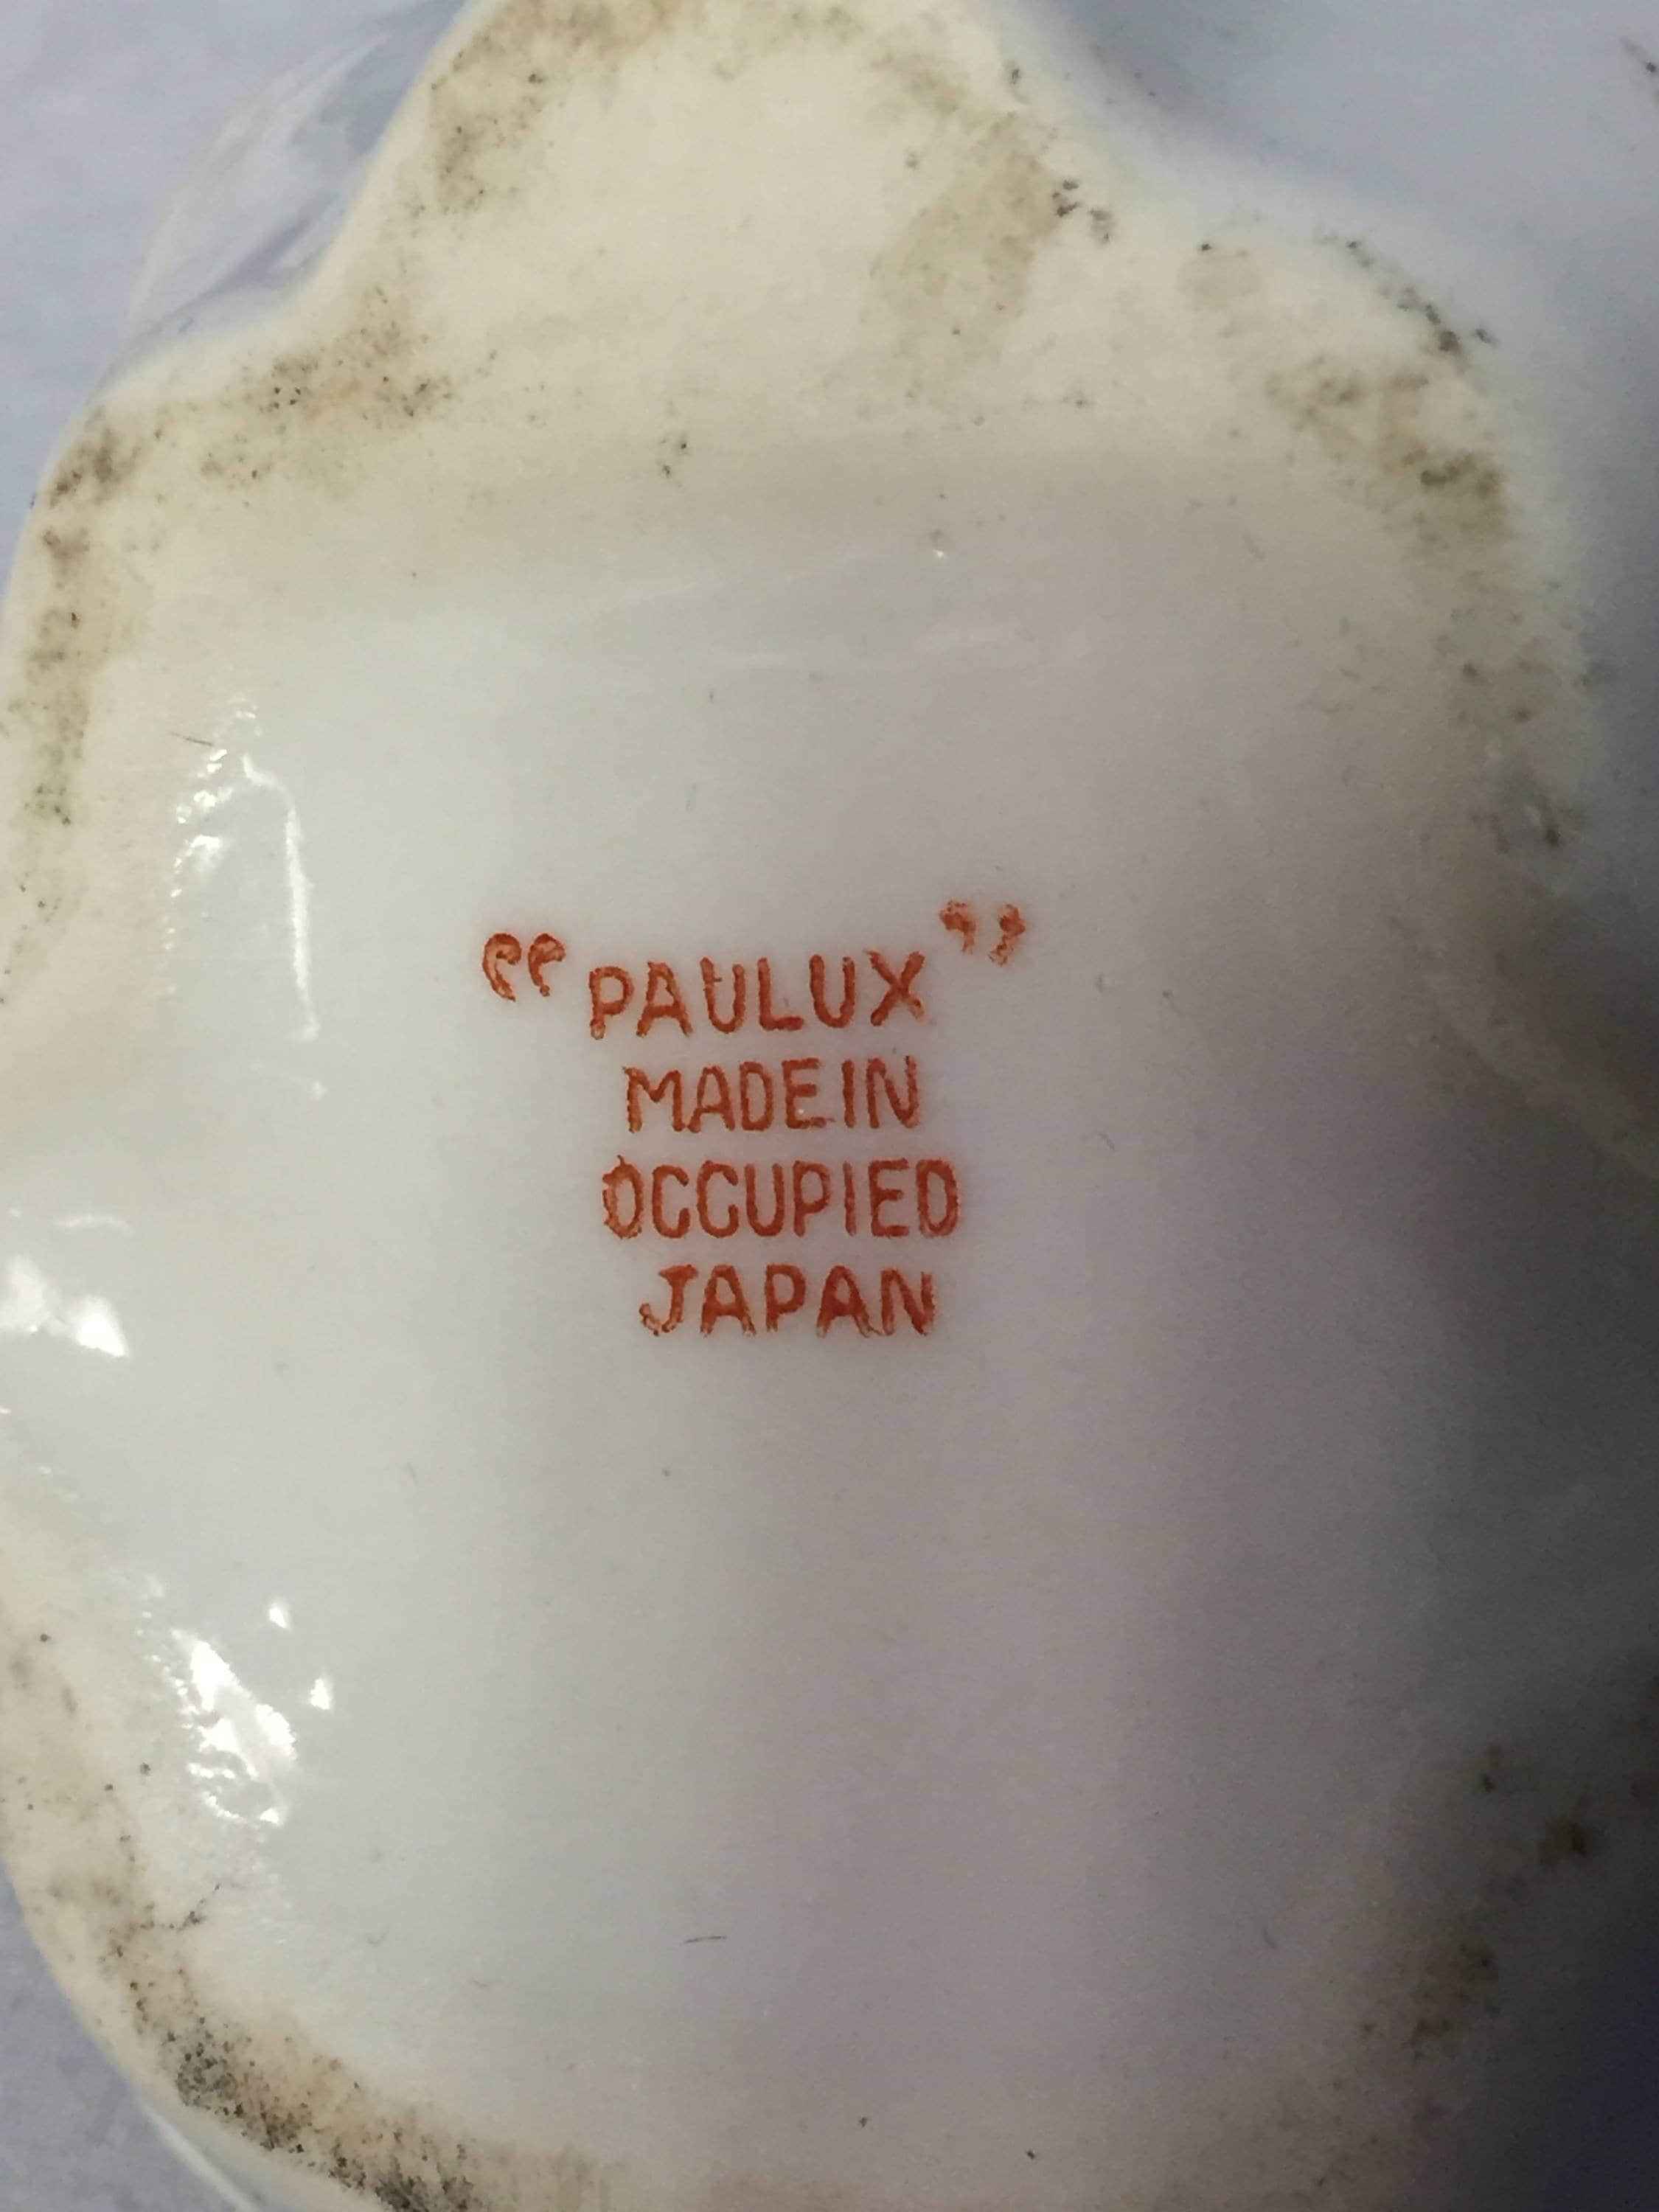 “PAULUX”
MADE IN
OCCUPIED
JAPAN